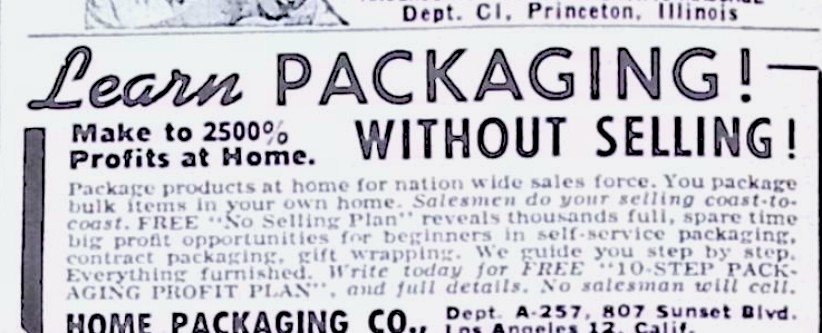 Dept. CI, Princeton, Illinois
Learn PACKAGING!
Make to 2500%
Profits at Home.
WITHOUT SELLING!
Package products at home for nation wide sales force. You package
bulk items in your own home. Salesmen do your selling coast-to-
coast. FREE "No Selling Plan" reveals thousands full, spare time
big profit opportunities for beginners in self-service packaging,
contract packaging, gift wrapping. We guide you step by step.
Everything furnished. Write today for FREE "10-STEP PACK-
AGING PROFIT PLAN", and full details. No salesman will call.
HOME PACKAGING CO., Dept. A-257, 807 Sunset Blvd.
Los Angeles 12, Calif.